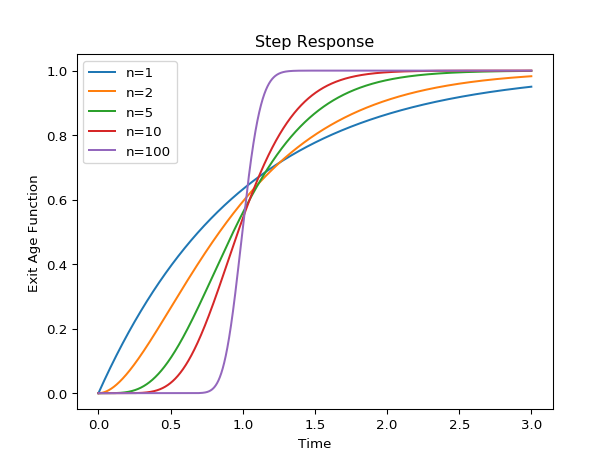 Step Response
n=1
n=2
n=5
n=10
n=100
Exit Age Function
1.0
0.8
0.6
0.4
0.2
0.0
0.0 0.5 1.0 1.5 2.0 2.5 3.0
Time